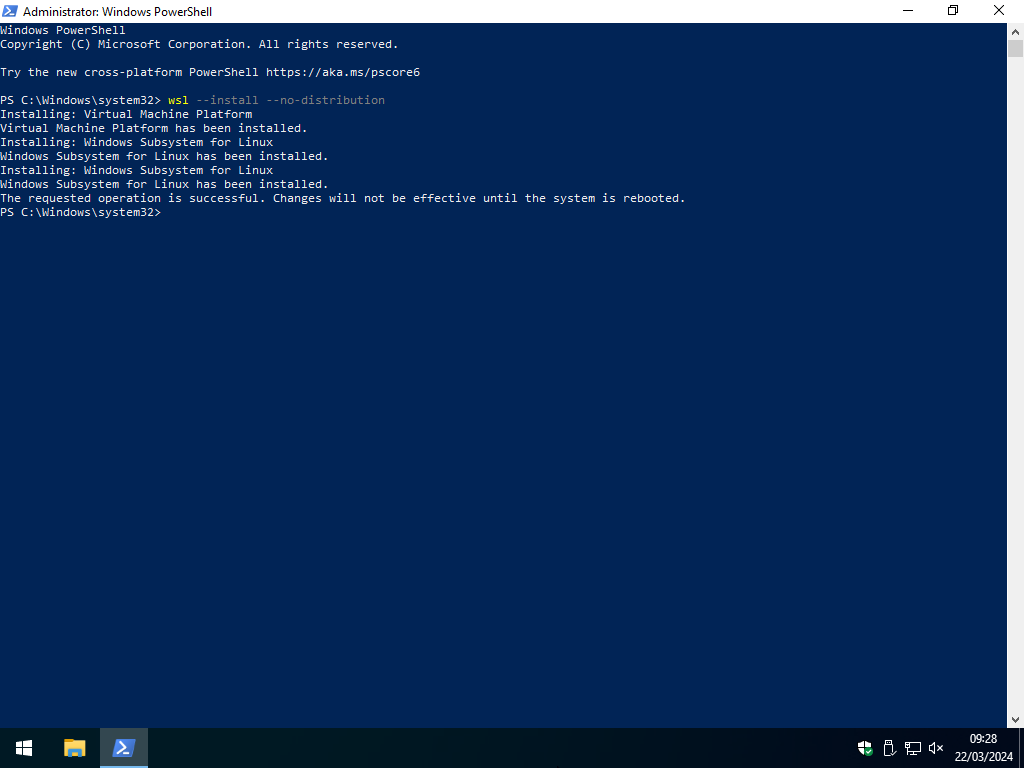 Administrator: Windows PowerShell
Windows PowerShell
Copyright (C) Microsoft Corporation. All rights reserved.
Try the new cross-platform PowerShell https://aka.ms/pscore6
PS C:\Windows\system32> wsl --install --no-distribution
Installing: Virtual Machine Platform
Virtual Machine Platform has been installed.
Installing: Windows Subsystem for Linux
Windows Subsystem for Linux has been installed.
Installing: Windows Subsystem for Linux
Windows Subsystem for Linux has been installed.
The requested operation is successful. Changes will not be effective until the system is rebooted.
PS C:\Windows\system32>
09:28
22/03/2024